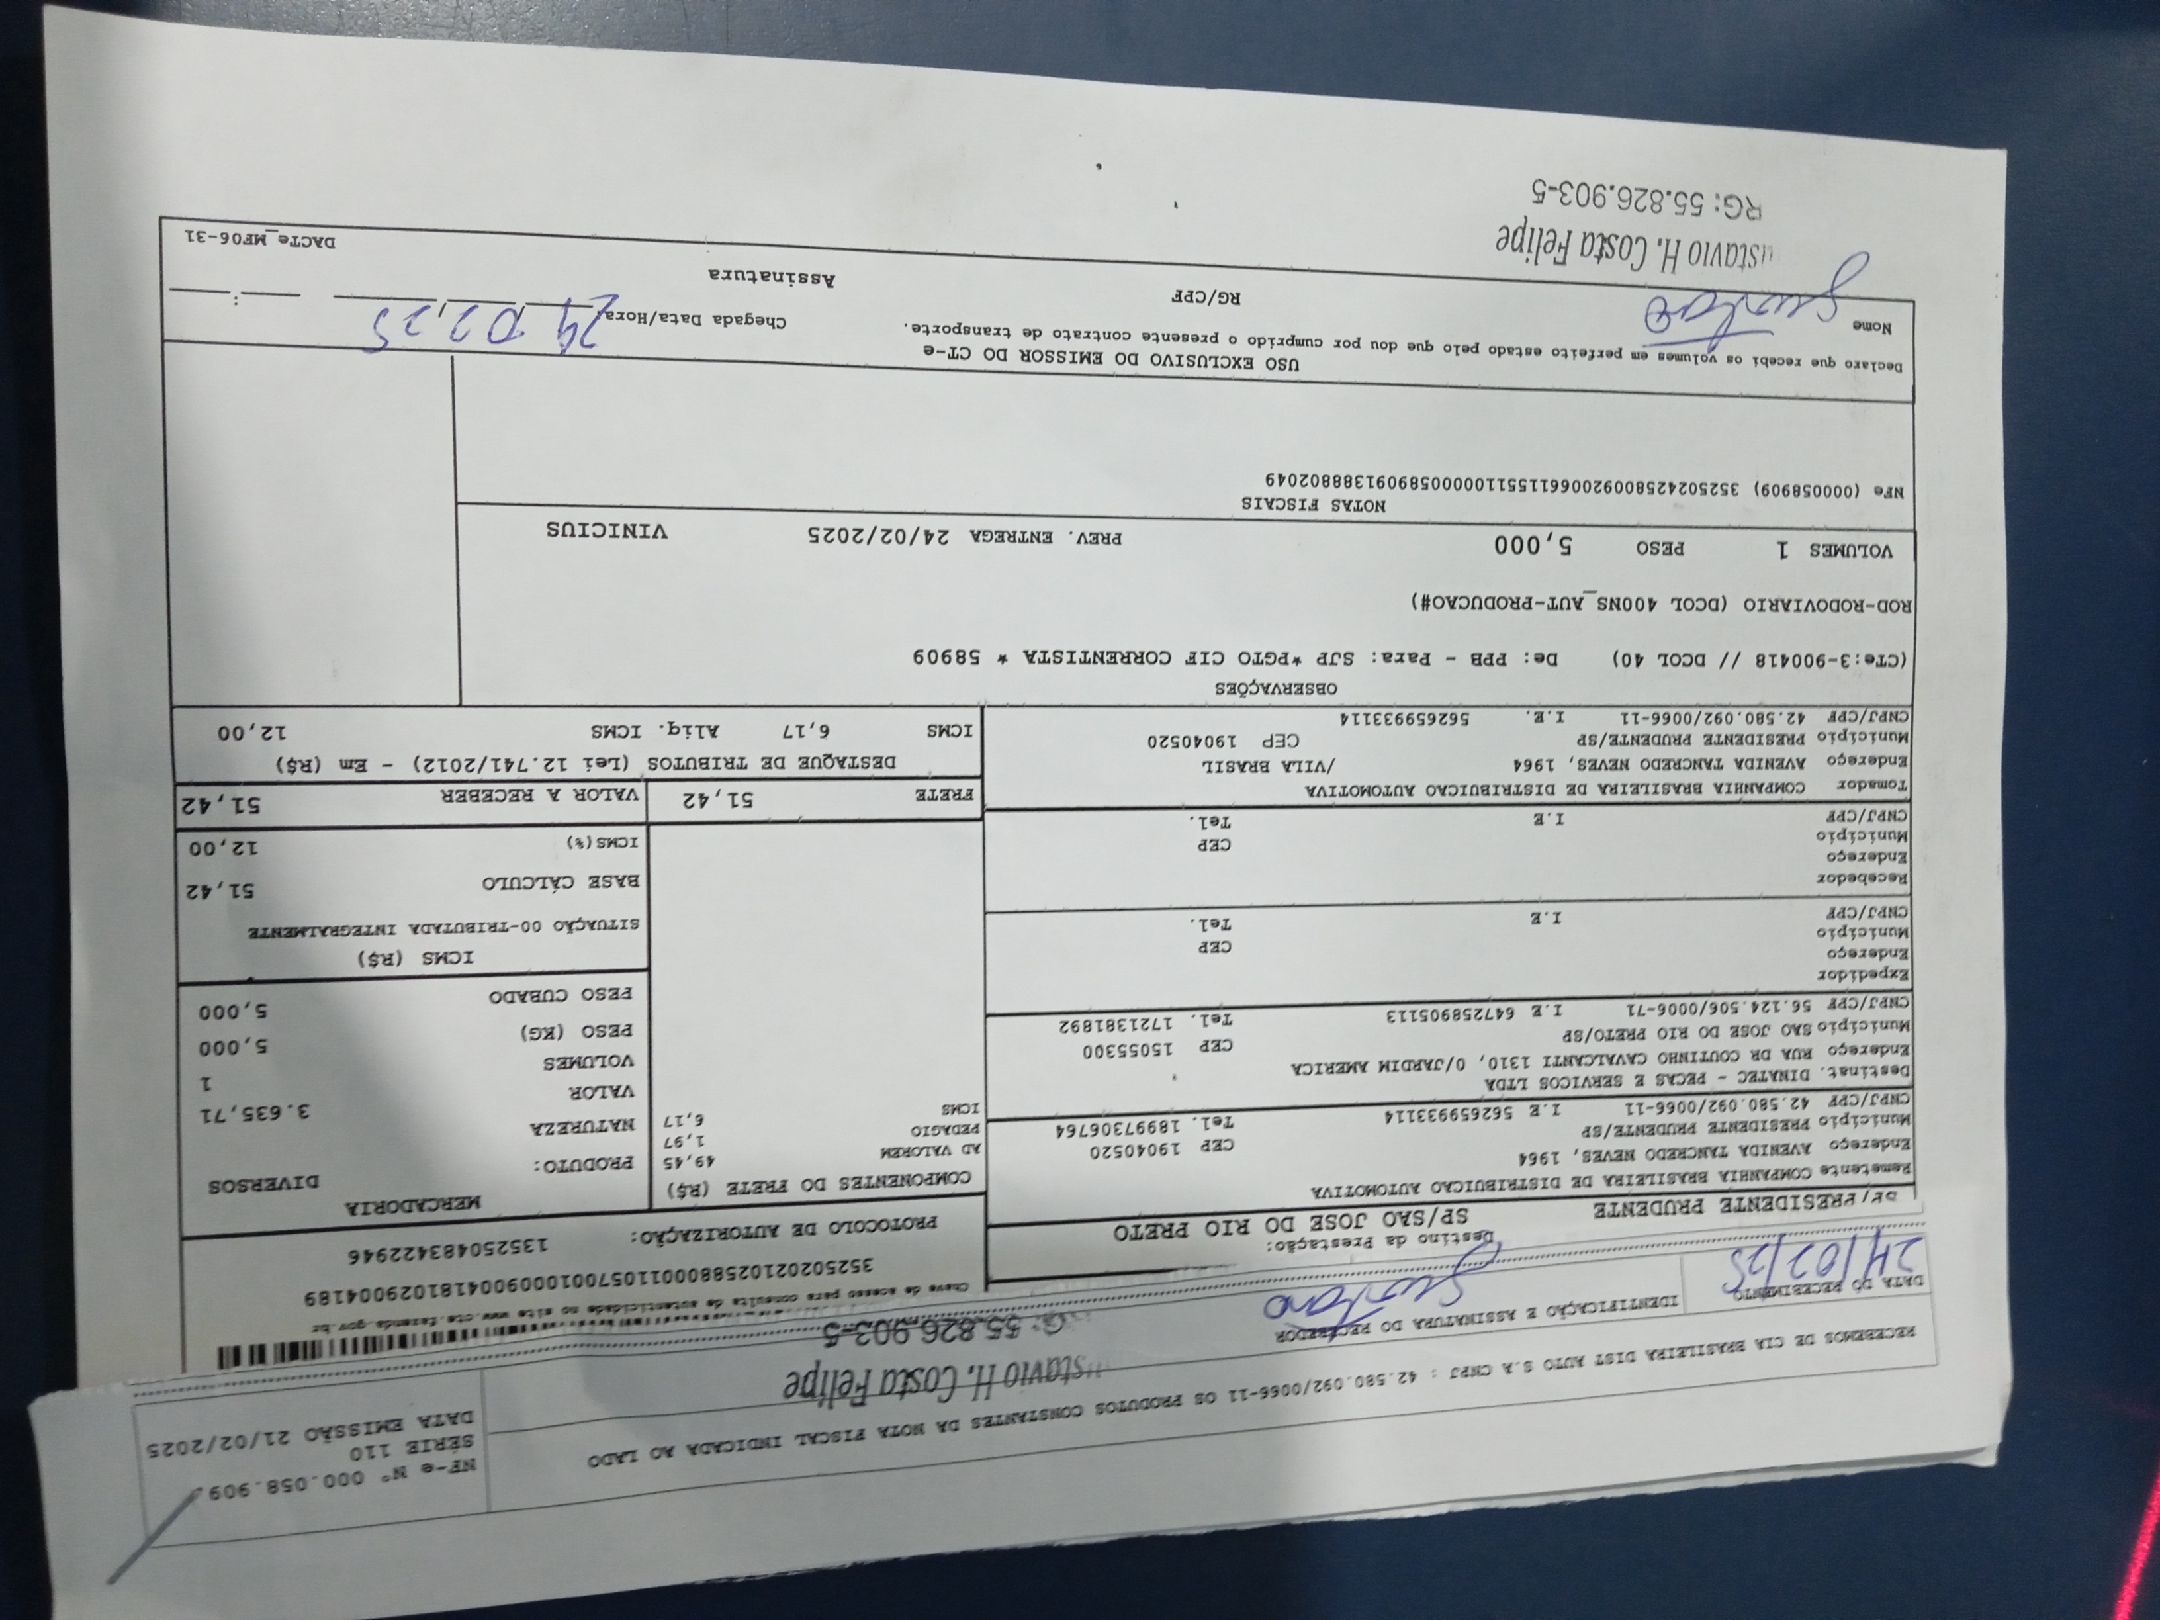 RECEBEMOS DE CIA BRASILEIRA DIST AUTO S.A CNPJ : 42.580.092/0066-11 OS PRODUTOS CONSTANTES DA NOTA FISCAL INDICADA AO LADO
NF-e Nº 000.058.909
SÉRIE 110
DATA EMISSÃO 21/02/2025
DATA DO RECEBIMENTO
24/02/25
IDENTIFICAÇÃO E ASSINATURA DO RECEBEDOR
Gustavo
ustavio H. Costa Felipe
55.826.903-5
Chave de acesso para consulta de autenticidade no site www.cte.fazenda.gov.br
35250202102588000110570010009004181029004189
PROTOCOLO DE AUTORIZAÇÃO: 135250483422946
Destino da Prestação:
SP/PRESIDENTE PRUDENTE SP/SAO JOSE DO RIO PRETO
Remetente COMPANHIA BRASILEIRA DE DISTRIBUICAO AUTOMOTIVA
Endereço AVENIDA TANCREDO NEVES, 1964 CEP 19040520
Município PRESIDENTE PRUDENTE/SP Tel. 18997306764
CNPJ/CPF 42.580.092/0066-11 I.E 562659933114
Destinat. DINATEC - PECAS E SERVICOS LTDA
Endereço RUA DR COUTINHO CAVALCANTI 1310, 0/JARDIM AMERICA
Município SAO JOSE DO RIO PRETO/SP CEP 15055300
CNPJ/CPF 56.124.506/0006-71 I.E 647258905113 Tel. 1721381892
Expedidor
Endereço
Município CEP
CNPJ/CPF I.E Tel.
Recebedor
Endereço
Município CEP
CNPJ/CPF I.E Tel.
Tomador COMPANHIA BRASILEIRA DE DISTRIBUICAO AUTOMOTIVA
Endereço AVENIDA TANCREDO NEVES, 1964 /VILA BRASIL
Município PRESIDENTE PRUDENTE/SP CEP 19040520
CNPJ/CPF 42.580.092/0066-11 I.E. 562659933114
COMPONENTES DO FRETE (R$)
AD VALOREM 49,45
PEDAGIO 1,97
ICMS 6,17
MERCADORIA
PRODUTO: DIVERSOS
NATUREZA
VALOR 3.635,71
VOLUMES 1
PESO (KG) 5,000
PESO CUBADO 5,000
ICMS (R$)
SITUAÇÃO 00-TRIBUTADA INTEGRALMENTE
BASE CÁLCULO 51,42
ICMS(%) 12,00
FRETE 51,42 VALOR A RECEBER 51,42
DESTAQUE DE TRIBUTOS (Lei 12.741/2012) - Em (R$)
ICMS 6,17 Aliq. ICMS 12,00
OBSERVAÇÕES
(CTe:3-900418 // DCOL 40) De: PPB - Para: SJP *PGTO CIF CORRENTISTA * 58909
ROD-RODOVIARIO (DCOL 400NS_AUT-PRODUCAO#)
VOLUMES 1 PESO 5,000 PREV. ENTREGA 24/02/2025 VINICIUS
NOTAS FISCAIS
NFe (000058909) 35250242580092006611551100000589091388802049
USO EXCLUSIVO DO EMISSOR DO CT-e
Declaro que recebi os volumes em perfeito estado pelo que dou por cumprido o presente contrato de transporte.
Nome Gustavo RG/CPF Assinatura Chegada Data/Hora 24 02, 25 :
DACTe_MF06-31
ustavio H. Costa Felipe
RG: 55.826.903-5